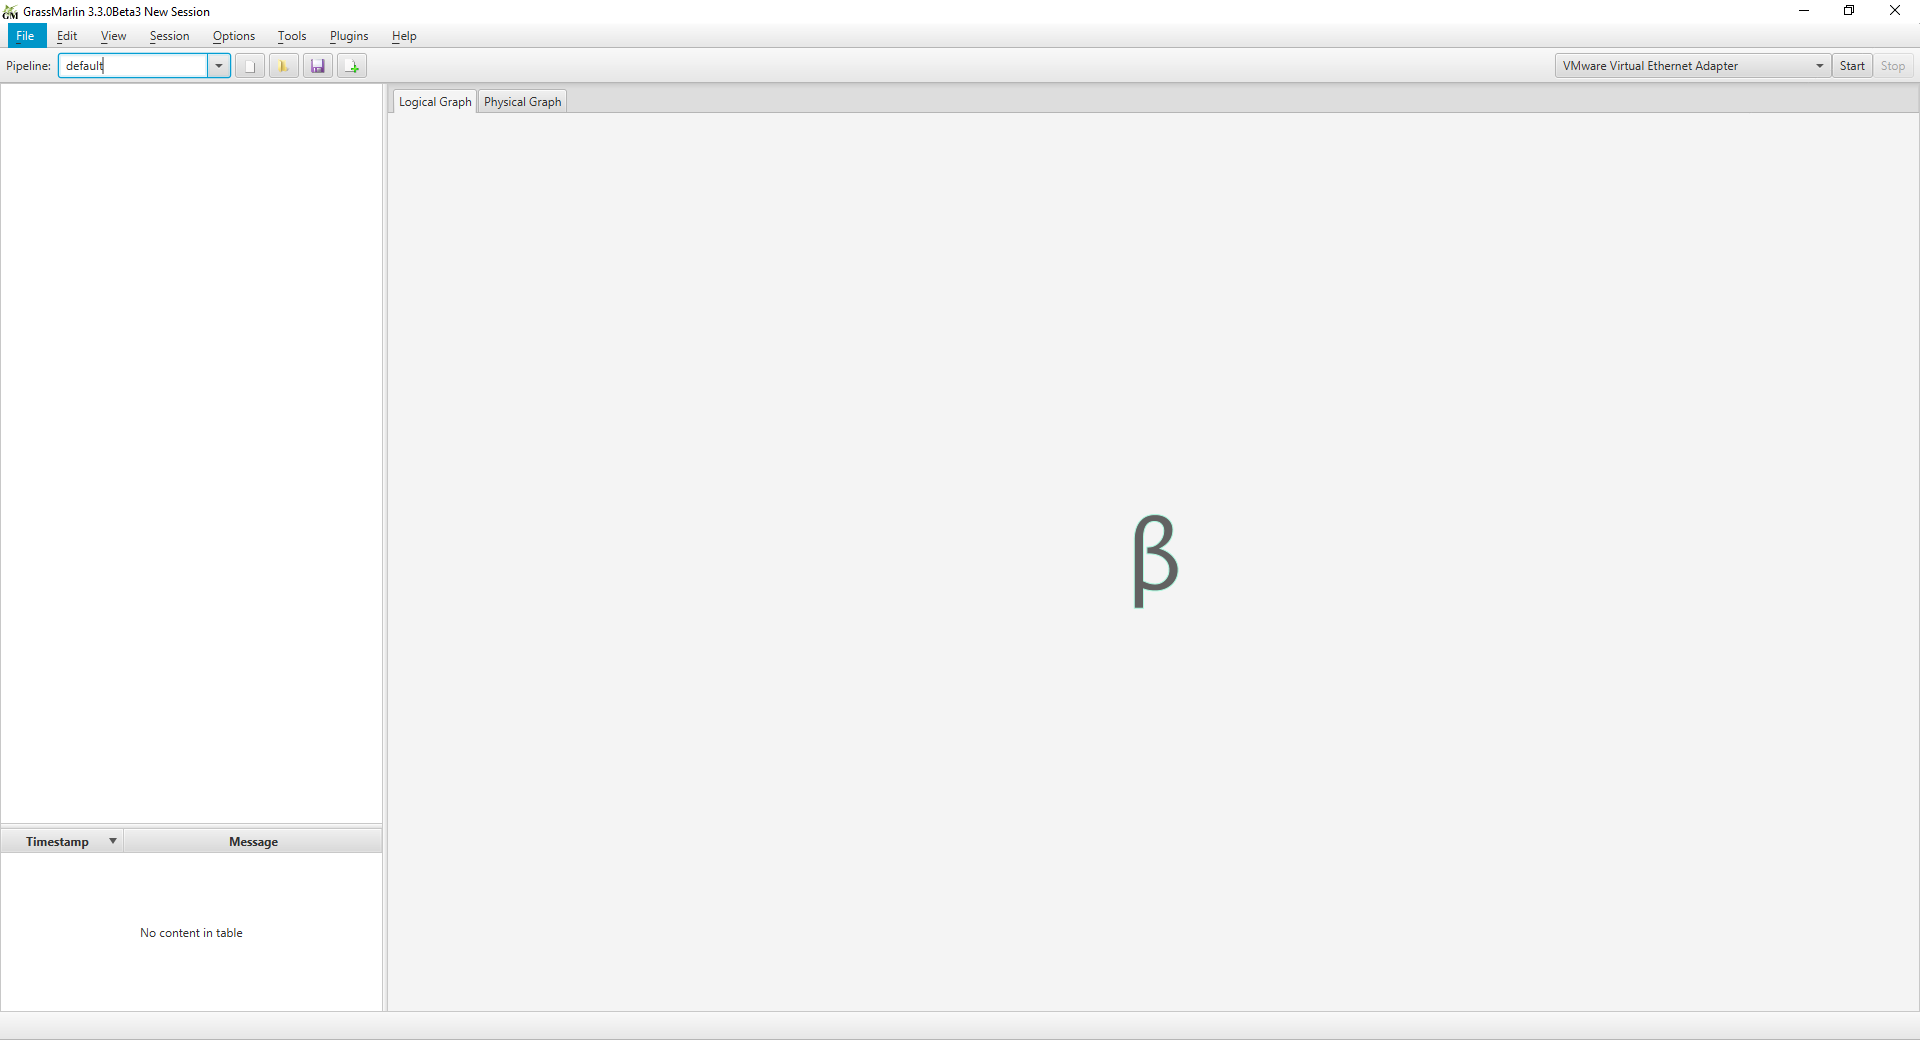 GM GrassMarlin 3.3.0Beta3 New Session
File Edit View Session Options Tools Plugins Help
Pipeline: default VMware Virtual Ethernet Adapter Start Stop
Logical Graph Physical Graph
β
Timestamp Message
No content in table